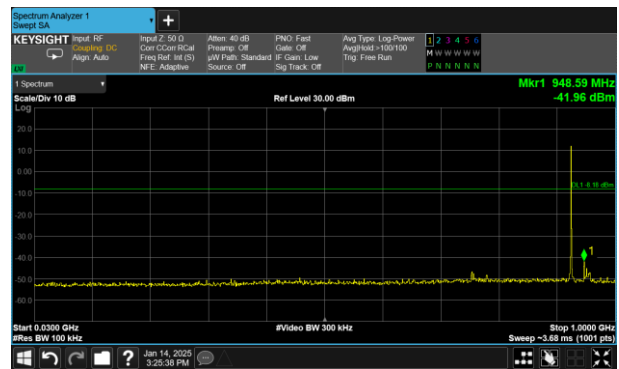 Spectrum Analyzer 1
Swept SA
KEYSIGHT
Input: RF
Coupling: DC
Align: Auto
Input Z: 50 Ω
Corr CCorr RCal
Freq Ref: Int (S)
NFE: Adaptive
Atten: 40 dB
Preamp: Off
µW Path: Standard
Source: Off
PNO: Fast
Gate: Off
IF Gain: Low
Sig Track: Off
Avg Type: Log-Power
Avg|Hold:>100/100
Trig: Free Run
1 2 3 4 5 6
M W W W W W
P N N N N N
1 Spectrum
Scale/Div 10 dB
Ref Level 30.00 dBm
Mkr1 948.59 MHz
-41.96 dBm
Log
20.0
10.0
0.00
-10.0
-20.0
-30.0
-40.0
-50.0
-60.0
1
Start 0.0300 GHz
#Res BW 100 kHz
#Video BW 300 kHz
Stop 1.0000 GHz
Sweep ~3.68 ms (1001 pts)
?
Jan 14, 2025
3:25:38 PM